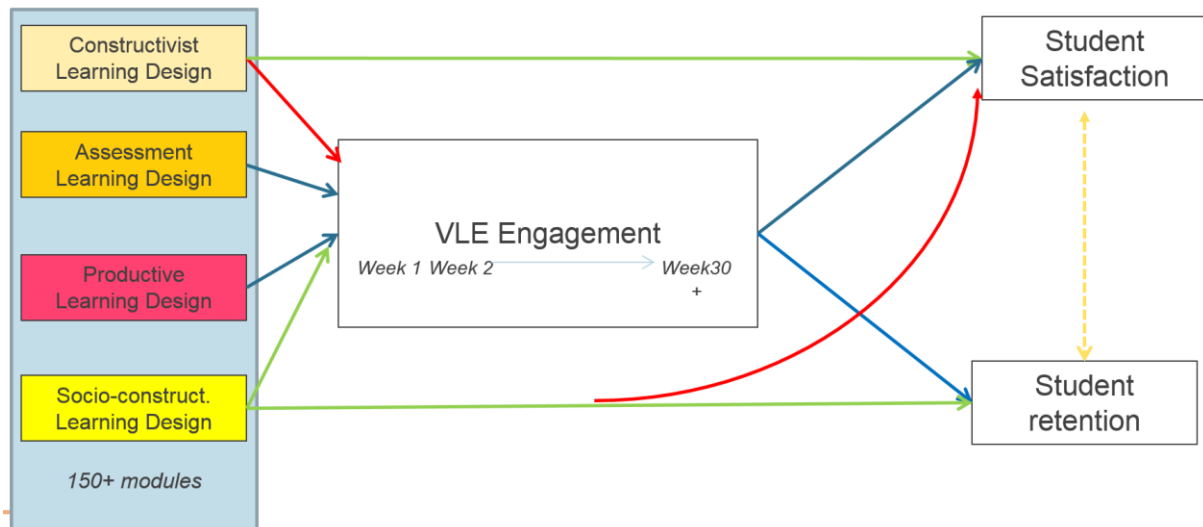 Constructivist
Learning Design
Assessment
Learning Design
Productive
Learning Design
Socio-construct.
Learning Design
150+ modules
VLE Engagement
Week 1 Week 2 Week30
+
Student
Satisfaction
Student
retention